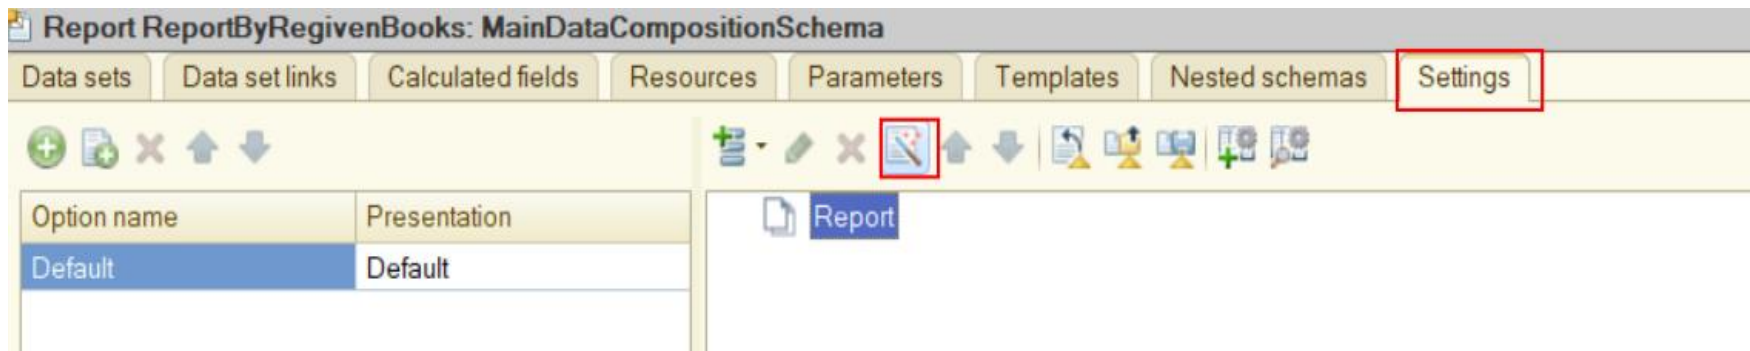 Report ReportByRegivenBooks: MainDataCompositionSchema
Data sets Data set links Calculated fields Resources Parameters Templates Nested schemas Settings
Option name Presentation Report
Default Default